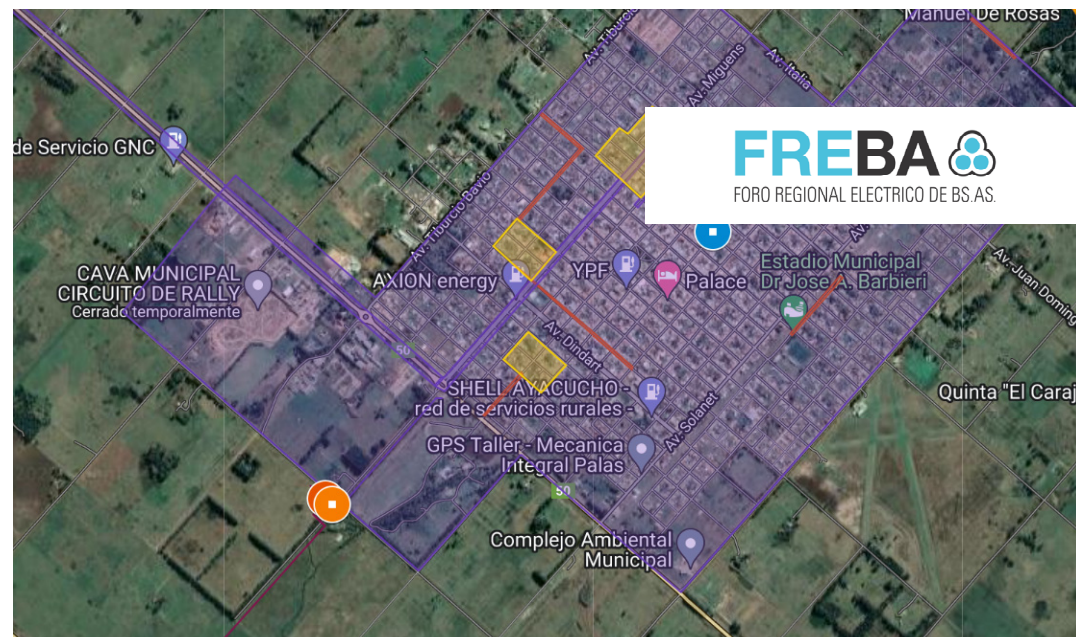 Manuel De Rosas
Av. Tiburcio
Av. Miguens
Av. Italia
de Servicio GNC
FREBA
FORO REGIONAL ELECTRICO DE BS.AS.
Av. Tiburcio Bavio
Av.
Av. Juan Doming
CAVA MUNICIPAL
CIRCUITO DE RALLY
Cerrado temporalmente
AXION energy
YPF
Palace
Estadio Municipal
Dr Jose A. Barbieri
50
Av. Dindart
SHELL AYACUCHO -
red de servicios rurales -
Quinta "El Caraj
Av. Solanet
GPS Taller - Mecanica
Integral Palas
50
Complejo Ambiental
Municipal